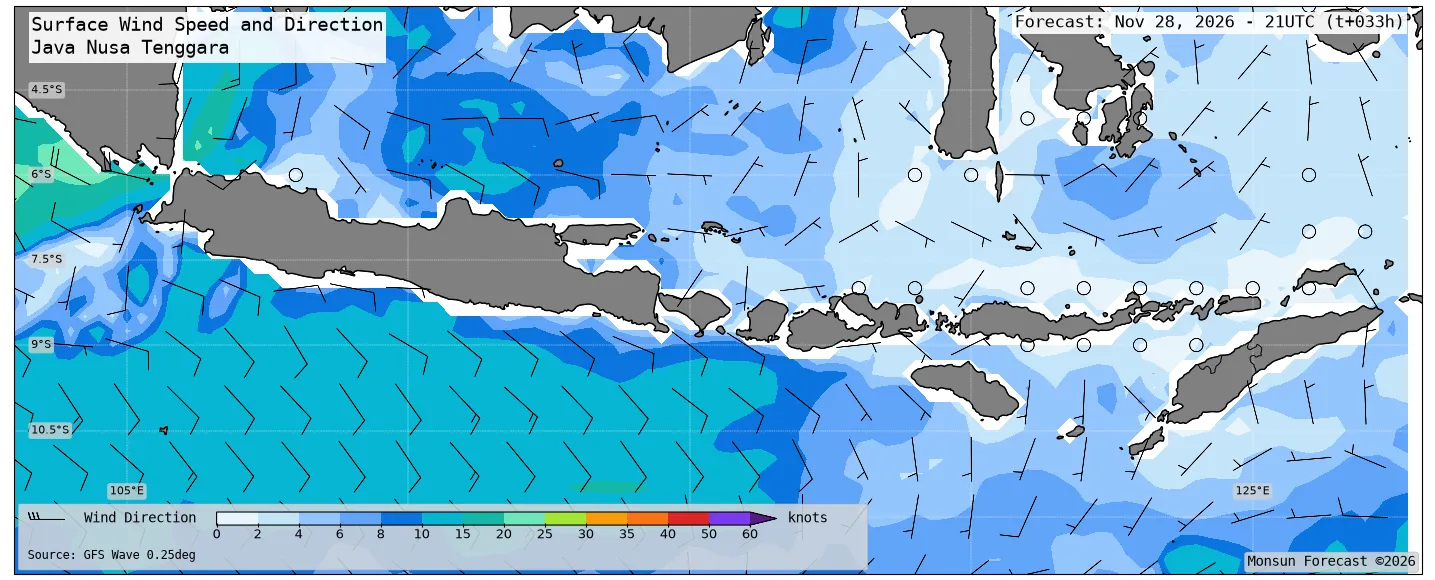 Surface Wind Speed and Direction
Java Nusa Tenggara
Forecast: Nov 28, 2026 - 21UTC (t+033h)
4.5°S
6°S
7.5°S
9°S
10.5°S
105°E
125°E
Wind Direction
0 2 4 6 8 10 15 20 25 30 40 50 60
knots
Source: GFS Wave 0.25deg
Monsun Forecast ©2026